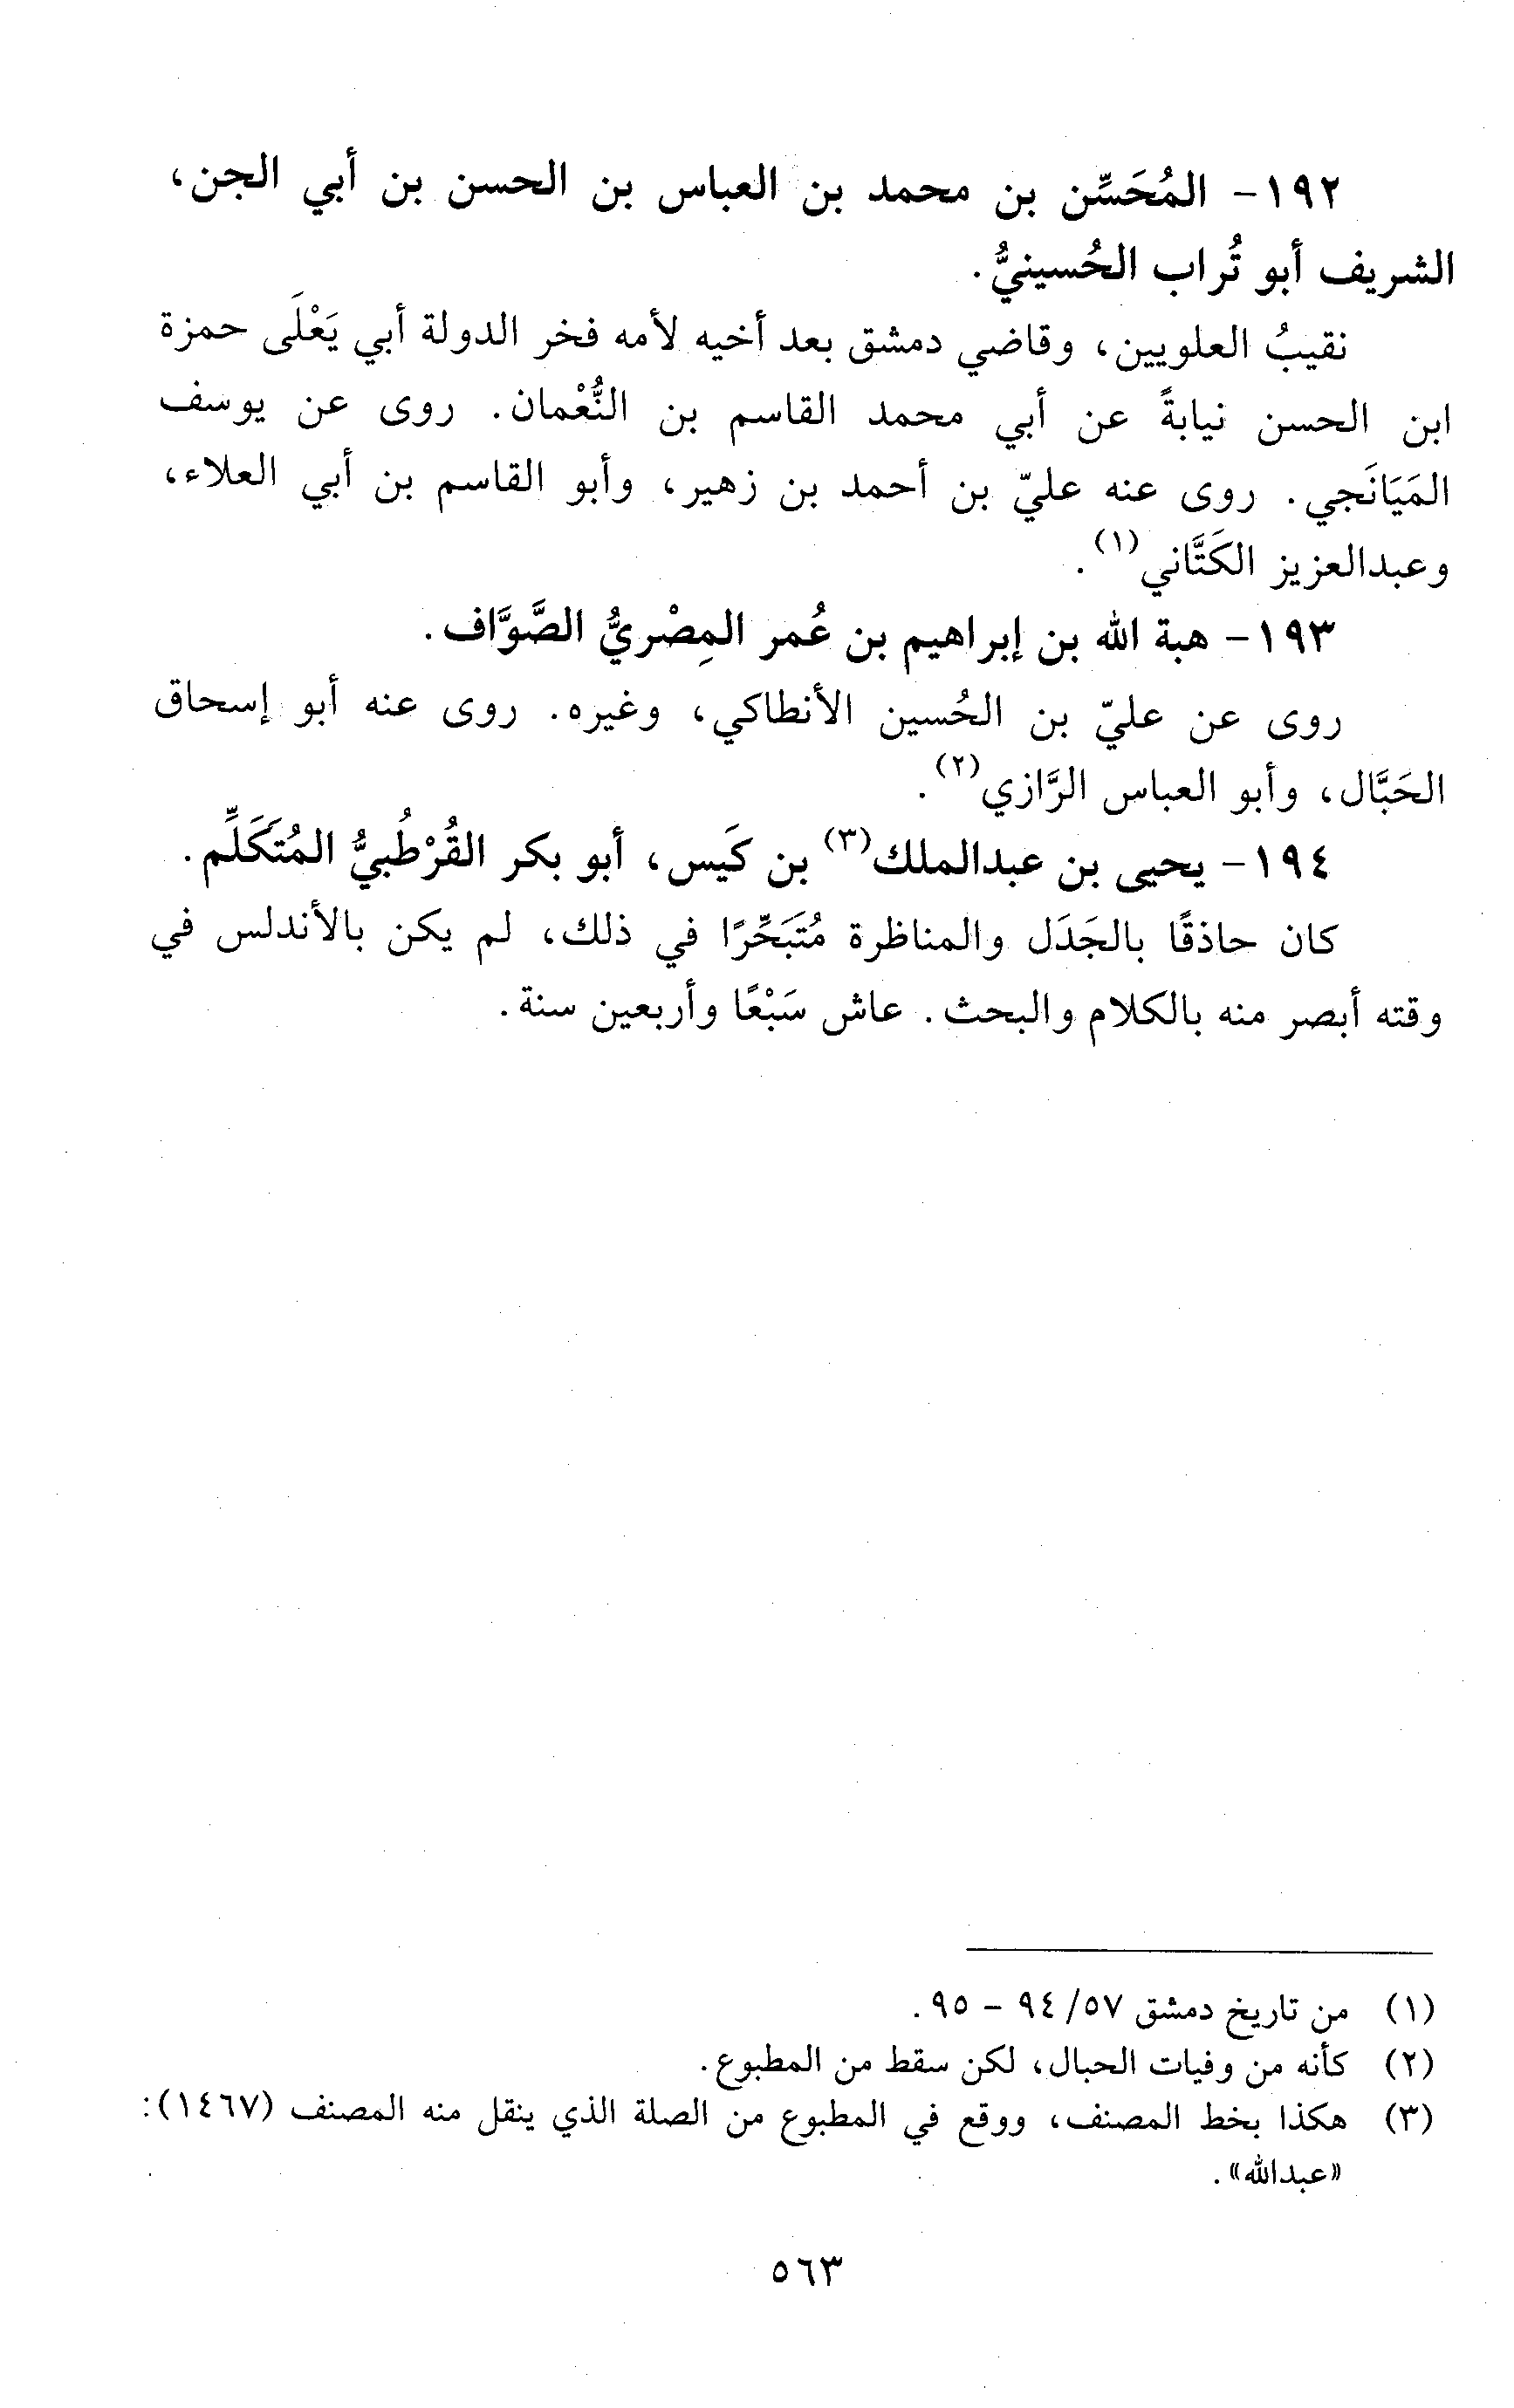 ١٩٢- المُحَسِّن بن محمد بن العباس بن الحسن بن أبي الجن،
الشريف أبو تُراب الحُسينيُّ.
نقيبُ العلويين، وقاضي دمشق بعد أخيه لأمه فخر الدولة أبي يَعْلَى حمزة
ابن الحسن نيابةً عن أبي محمد القاسم بن النُّعْمان. روى عن يوسف
المَيَانَجي. روى عنه عليّ بن أحمد بن زهير، وأبو القاسم بن أبي العلاء،
وعبدالعزيز الكَتَّاني(١).
١٩٣- هبة الله بن إبراهيم بن عُمر المِصْريُّ الصَّوَّاف.
روى عن عليّ بن الحُسين الأنطاكي، وغيره. روى عنه أبو إسحاق
الحَبَّال، وأبو العباس الرَّازي(٢).
١٩٤- يحيى بن عبدالملك(٣) بن كَيس، أبو بكر القُرْطُبيُّ المُتَكَلِّم.
كان حاذقًا بالجَدَل والمناظرة مُتَبَحِّرًا في ذلك، لم يكن بالأندلس في
وقته أبصر منه بالكلام والبحث. عاش سَبْعًا وأربعين سنة.
(١) من تاريخ دمشق ٥٧/ ٩٤ - ٩٥.
(٢) كأنه من وفيات الحبال، لكن سقط من المطبوع.
(٣) هكذا بخط المصنف، ووقع في المطبوع من الصلة الذي ينقل منه المصنف (١٤٦٧):
«عبدالله».
٥٦٣